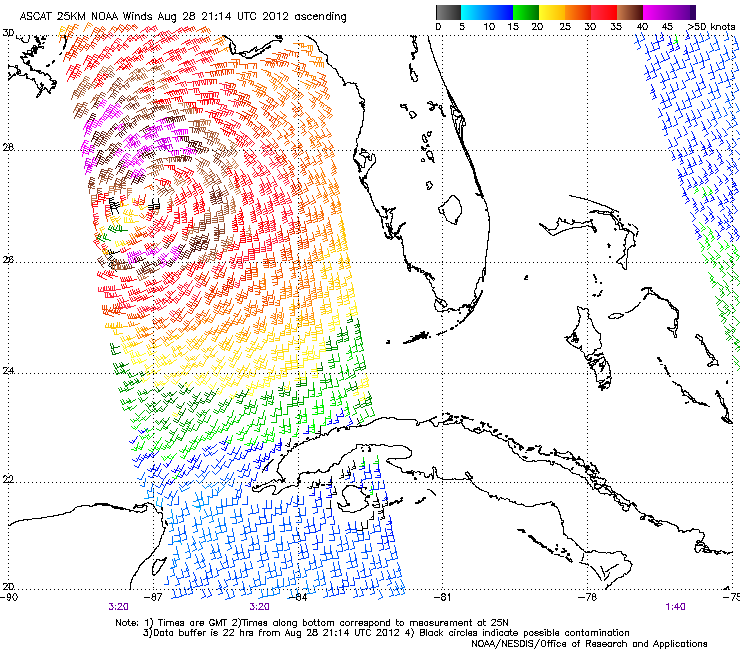 ASCAT 25KM NOAA Winds Aug 28 21:14 UTC 2012 ascending
0 5 10 15 20 25 30 35 40 45 >50 knots
30
28
26
24
22
20
-90 -87 -84 -81 -78 -75
3:20 3:20 1:40
Note: 1) Times are GMT 2)Times along bottom correspond to measurement at 25N
3)Data buffer is 22 hrs from Aug 28 21:14 UTC 2012 4) Black circles indicate possible contamination
NOAA/NESDIS/Office of Research and Applications